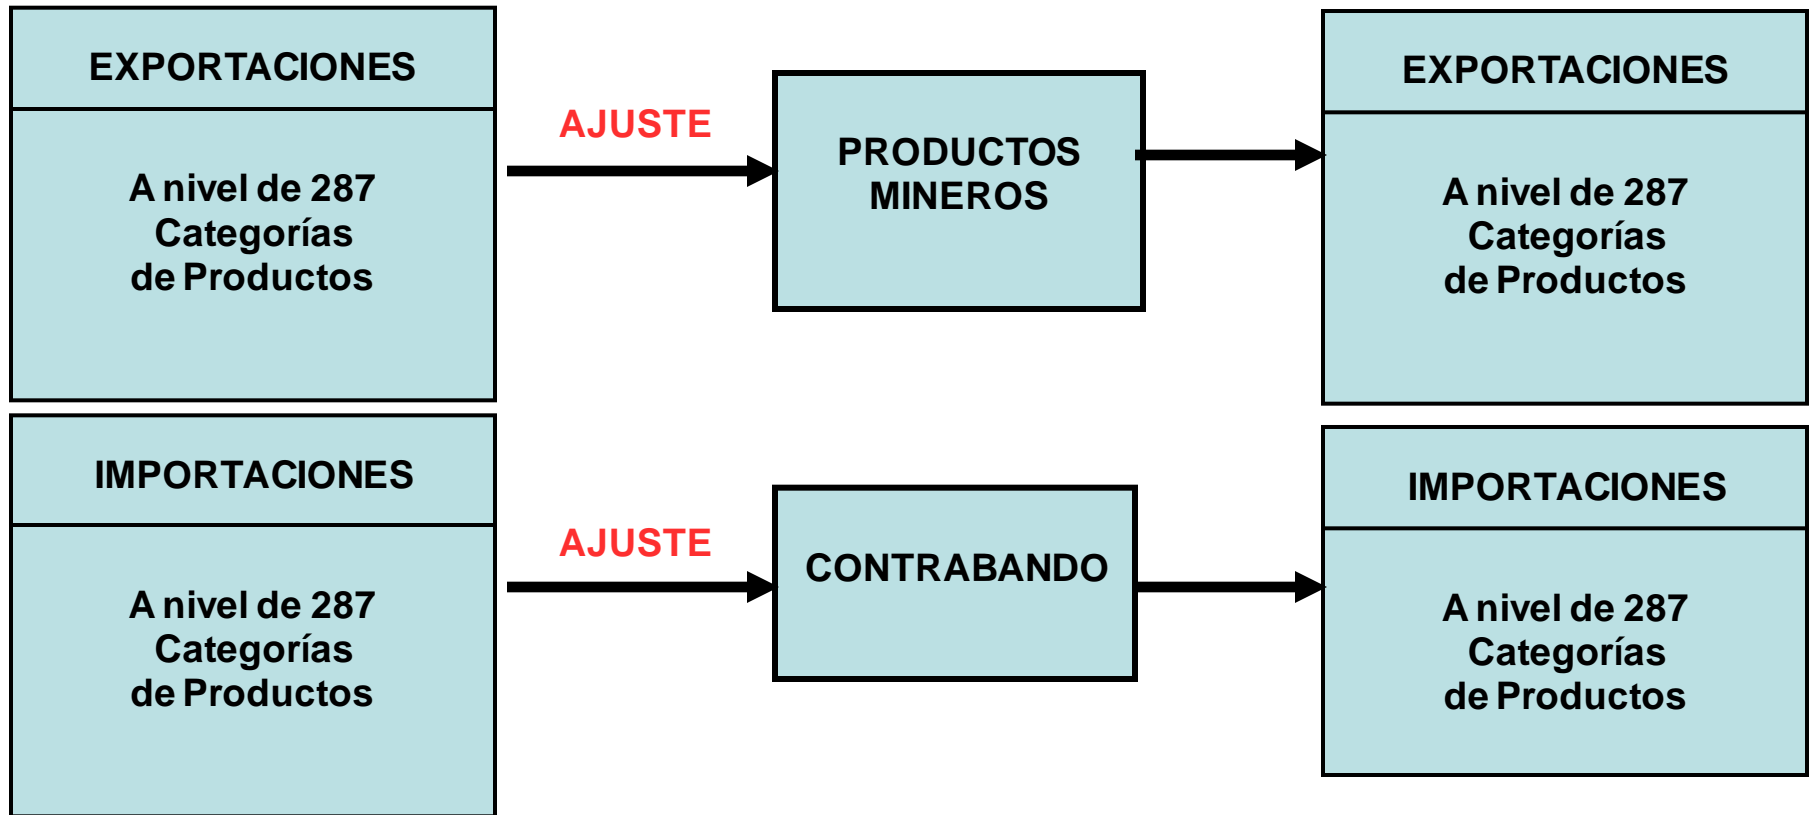 EXPORTACIONES
A nivel de 287
Categorías
de Productos
AJUSTE
PRODUCTOS
MINEROS
EXPORTACIONES
A nivel de 287
Categorías
de Productos
IMPORTACIONES
A nivel de 287
Categorías
de Productos
AJUSTE
CONTRABANDO
IMPORTACIONES
A nivel de 287
Categorías
de Productos